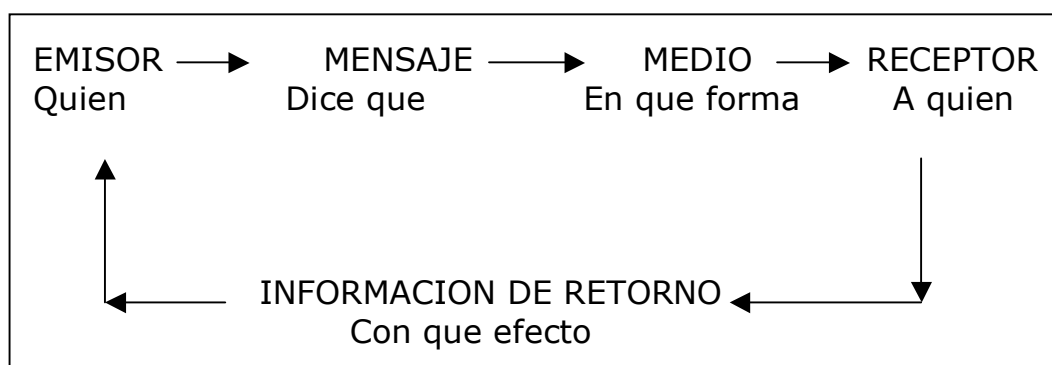 EMISOR MENSAJE MEDIO RECEPTOR
Quien Dice que En que forma A quien
INFORMACION DE RETORNO
Con que efecto